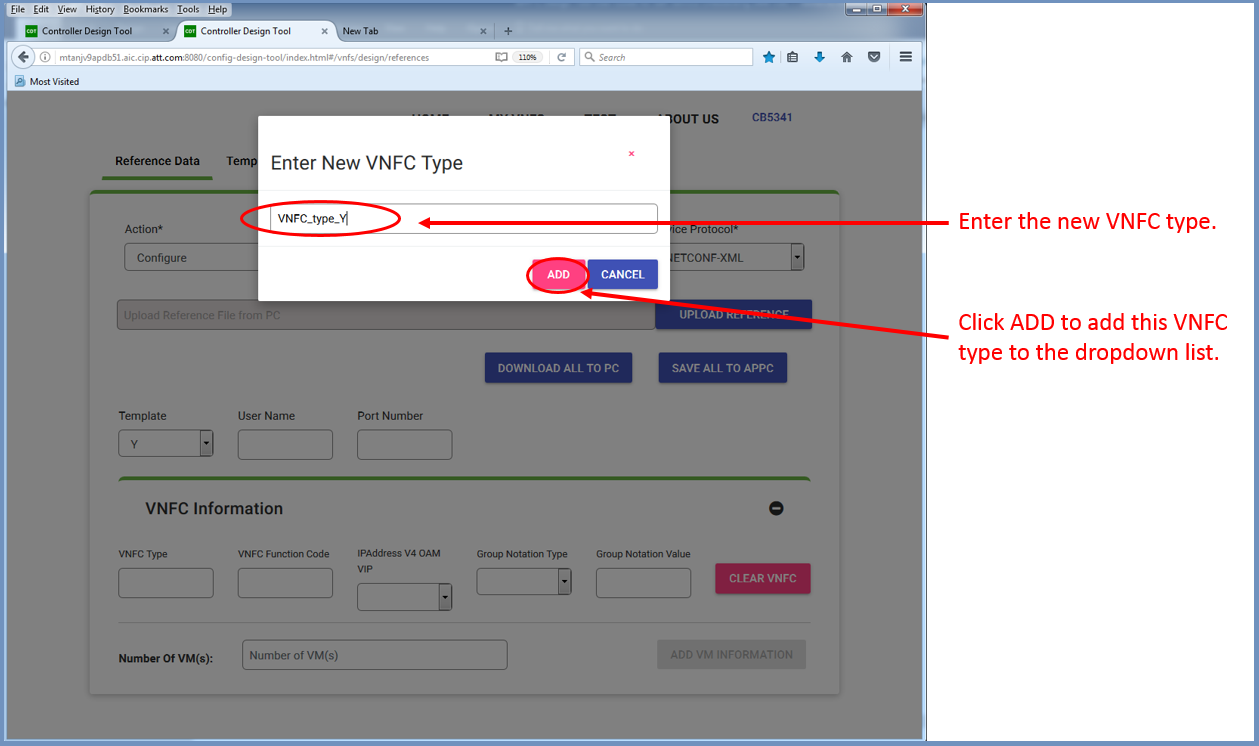 File Edit View History Bookmarks Tools Help
CDT Controller Design Tool × CDT Controller Design Tool × New Tab × +
mtanjv9apdb51.aic.cip.att.com:8080/config-design-tool/index.html#/vnfs/design/references 110% Search
Most Visited
HOME MY VNFS TEST ABOUT US CB5341
Reference Data Temp
Enter New VNFC Type ×
VNFC_type_Y
Enter the new VNFC type.
Action* ice Protocol*
Configure NETCONF-XML
ADD CANCEL
Upload Reference File from PC UPLOAD REFERENCE
Click ADD to add this VNFC
type to the dropdown list.
DOWNLOAD ALL TO PC SAVE ALL TO APPC
Template User Name Port Number
Y
VNFC Information
VNFC Type VNFC Function Code IPAddress V4 OAM Group Notation Type Group Notation Value
VIP
CLEAR VNFC
Number Of VM(s): Number of VM(s) ADD VM INFORMATION